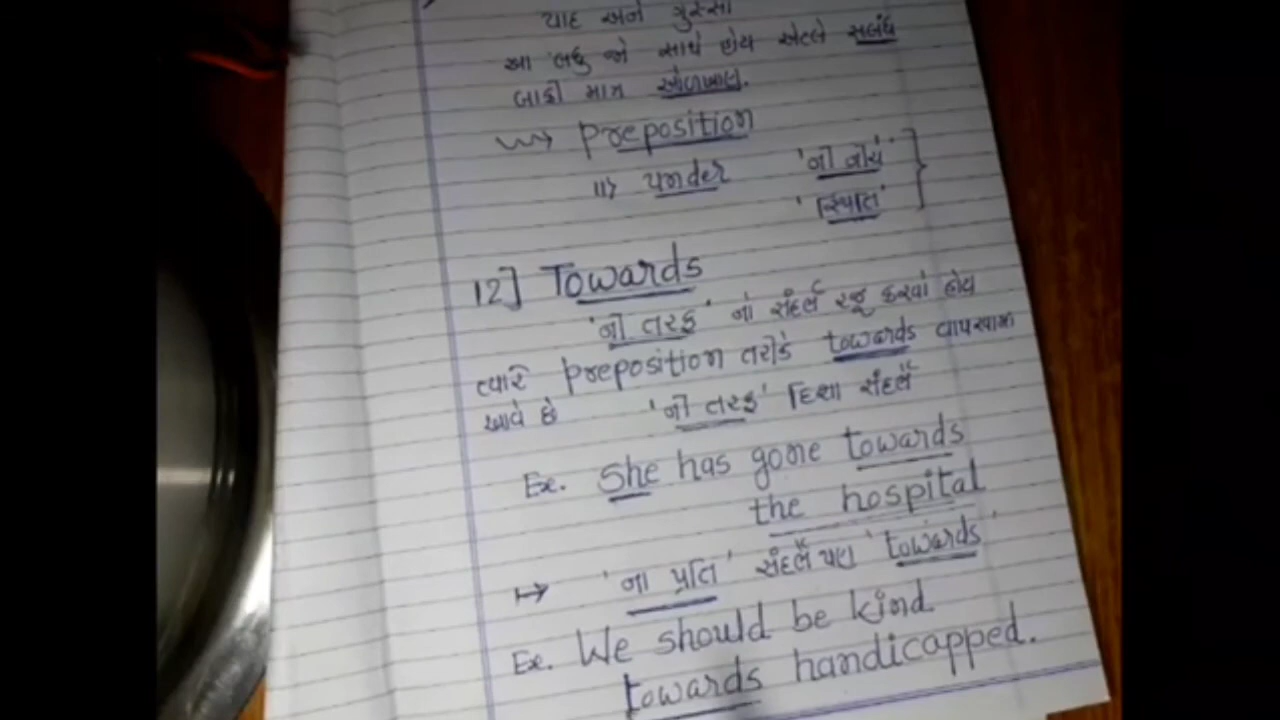 યાદ અને ગુસ્સા
આ બધુ જો સાથે હોય એટલે સબંધ
બાકી માત્ર ઓળખાણ.
Preposition
under 'ની નીચે'
'સ્થિતિ'
12] Towards
'ની તરફ' નો સંદર્ભ રજૂ કરવો હોય
ત્યારે preposition તરીકે towards વાપરવામાં
આવે છે 'ની તરફ' દિશા સંદર્ભે
Ex. She has gone towards
the hospital
↦ 'ના પ્રતિ' સંદર્ભે પણ 'towards'
Ex. We should be kind
towards handicapped.